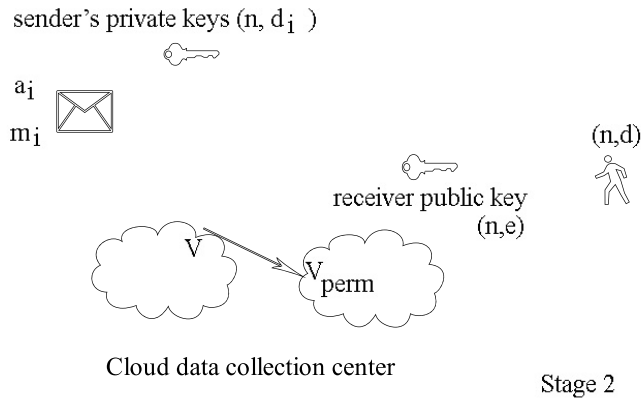 sender's private keys (n, di )
ai
mi
(n,d)
receiver public key
(n,e)
V
Vperm
Cloud data collection center
Stage 2